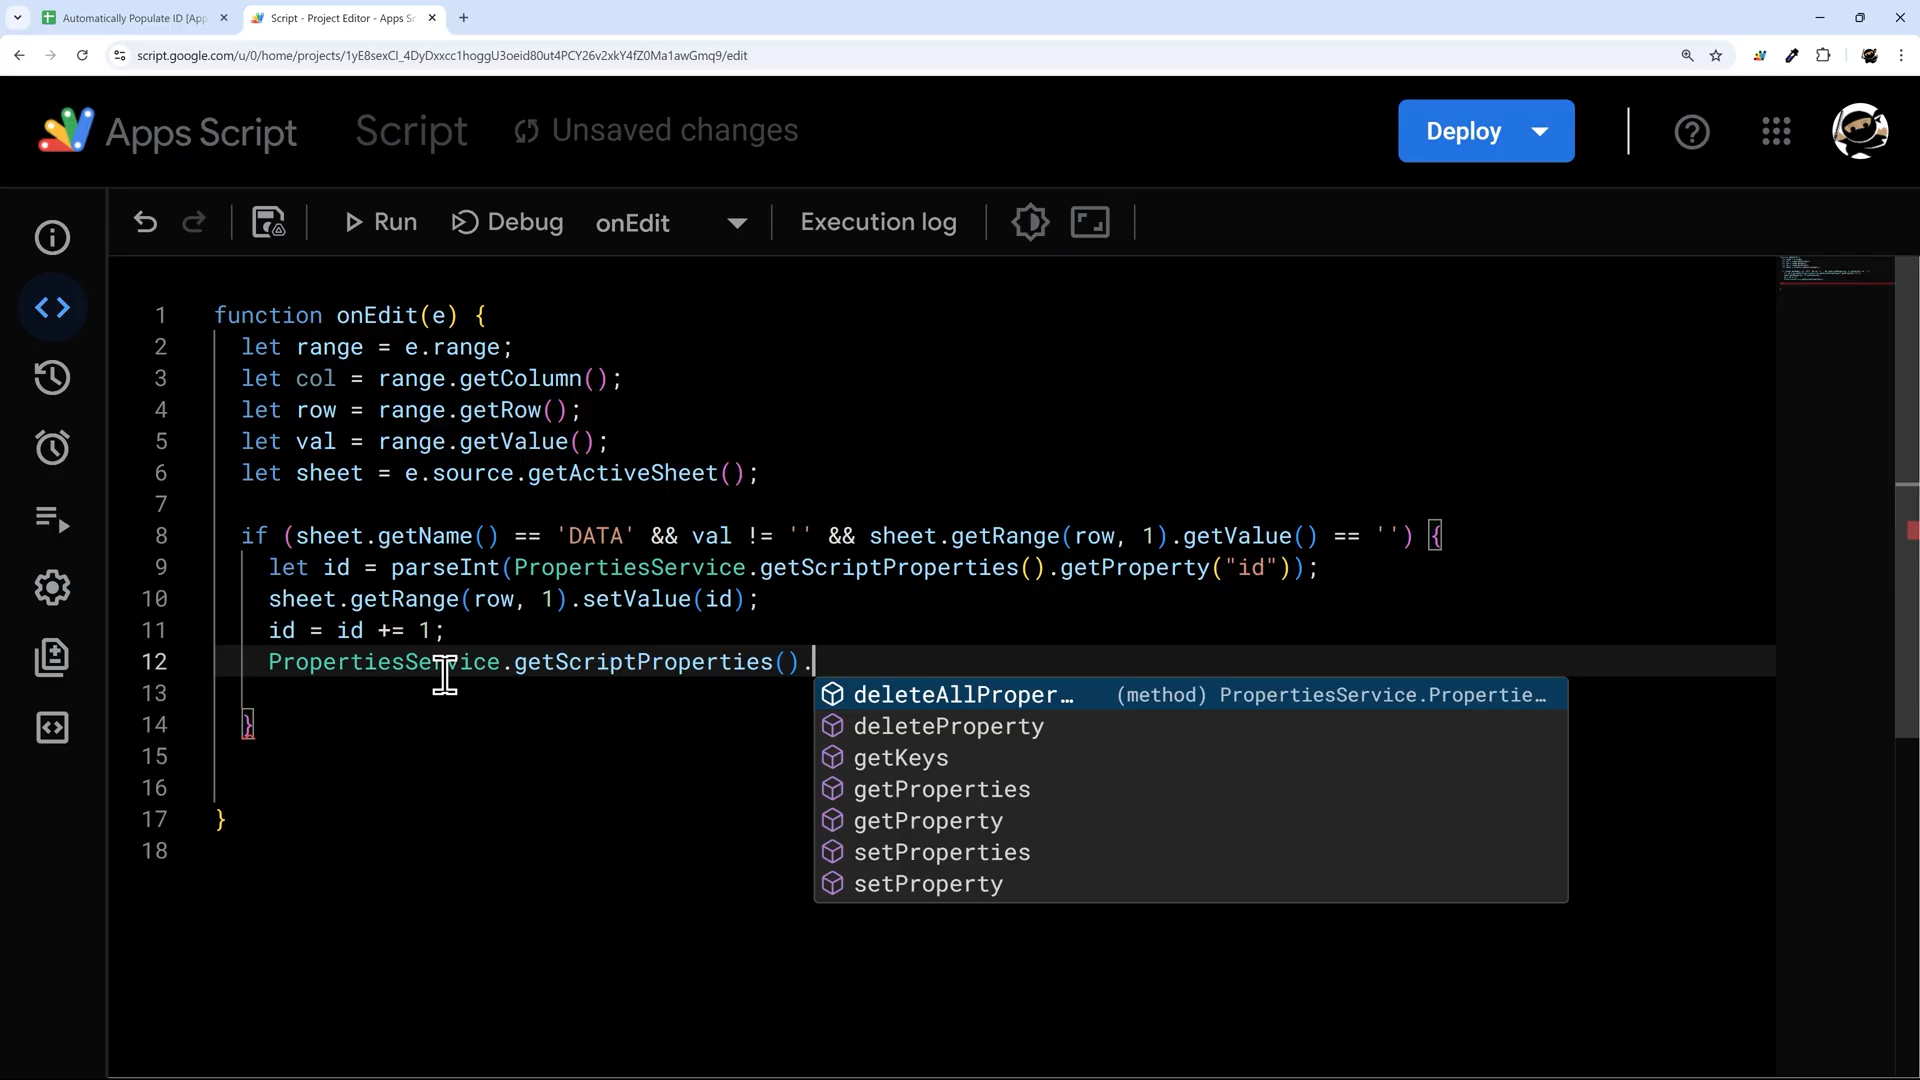 Automatically Populate ID [App
Script - Project Editor - Apps Sc
script.google.com/u/0/home/projects/1yE8sexCI_4DyDxxcc1hoggU3oeid80ut4PCY26v2xkY4fZ0Ma1awGmq9/edit
Apps Script Script Unsaved changes Deploy
Run Debug onEdit Execution log
1 function onEdit(e) {
2 let range = e.range;
3 let col = range.getColumn();
4 let row = range.getRow();
5 let val = range.getValue();
6 let sheet = e.source.getActiveSheet();
7
8 if (sheet.getName() == 'DATA' && val != '' && sheet.getRange(row, 1).getValue() == '') {
9 let id = parseInt(PropertiesService.getScriptProperties().getProperty("id"));
10 sheet.getRange(row, 1).setValue(id);
11 id = id += 1;
12 PropertiesService.getScriptProperties().
deleteAllProper… (method) PropertiesService.Propertie…
13
deleteProperty
14 }
getKeys
15
getProperties
16
getProperty
17 }
setProperties
18
setProperty